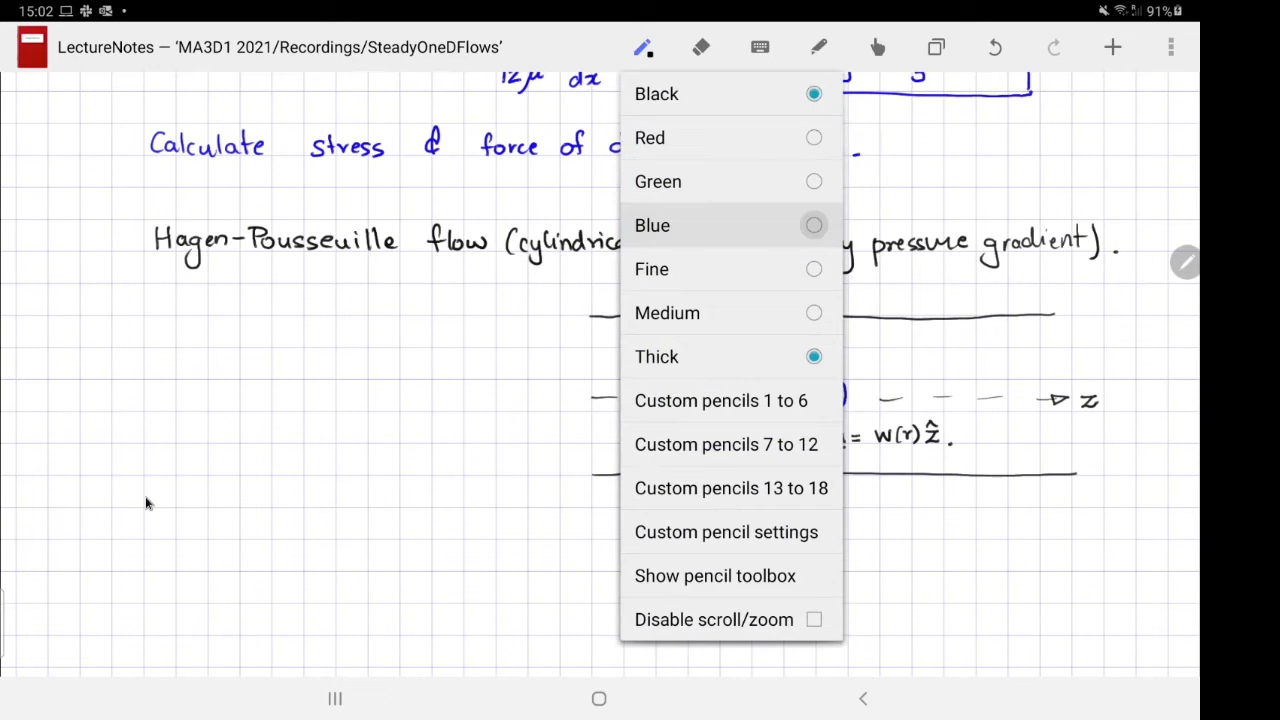 15:02 91%
LectureNotes — ‘MA3D1 2021/Recordings/SteadyOneDFlows’
12μ dx
Calculate stress & force of
Hagen-Pousseuille flow (cylindric y pressure gradient).
z
= w(r)ẑ.
Black
Red
Green
Blue
Fine
Medium
Thick
Custom pencils 1 to 6
Custom pencils 7 to 12
Custom pencils 13 to 18
Custom pencil settings
Show pencil toolbox
Disable scroll/zoom